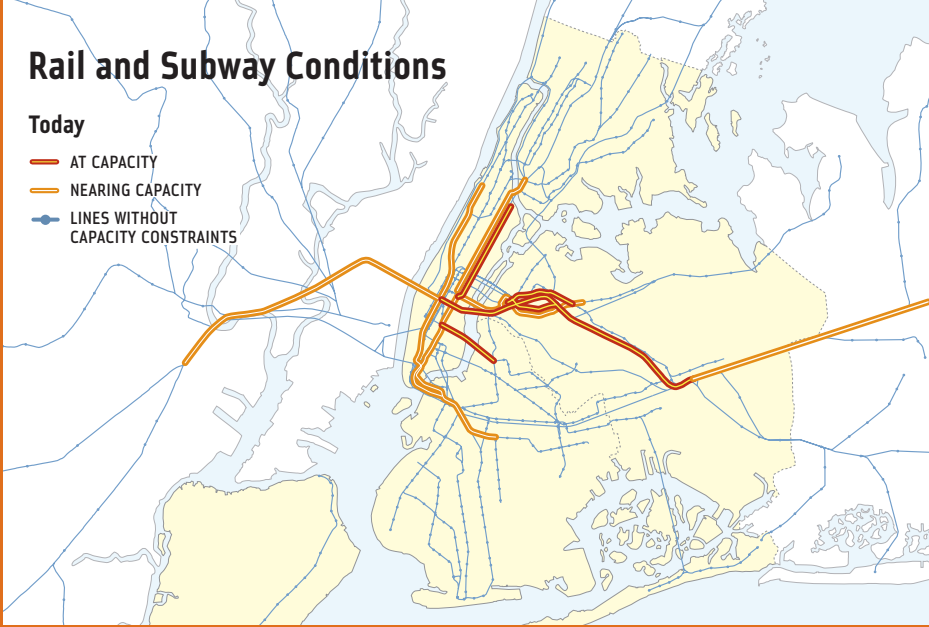 Rail and Subway Conditions
Today
AT CAPACITY
NEARING CAPACITY
LINES WITHOUT
CAPACITY CONSTRAINTS